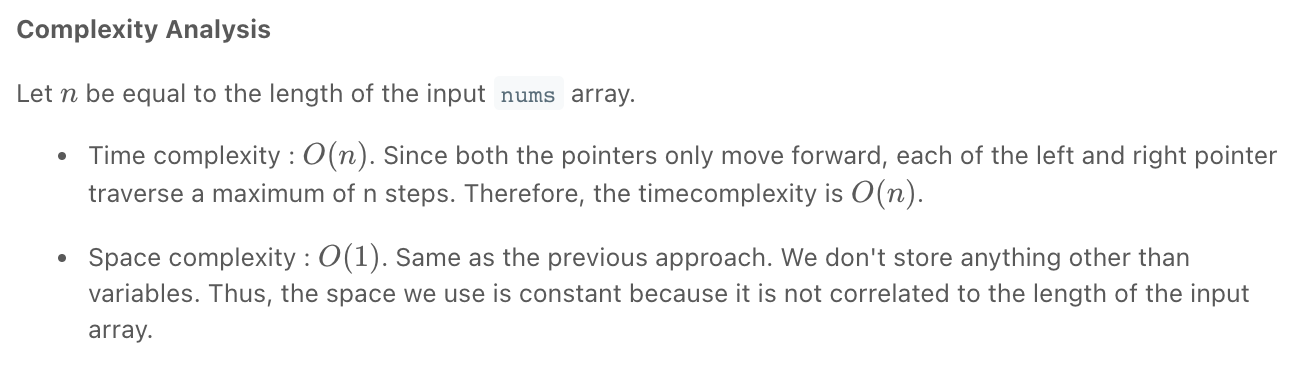 Complexity Analysis
Let n be equal to the length of the input nums array.
• Time complexity : O(n). Since both the pointers only move forward, each of the left and right pointer
traverse a maximum of n steps. Therefore, the timecomplexity is O(n).
• Space complexity : O(1). Same as the previous approach. We don't store anything other than
variables. Thus, the space we use is constant because it is not correlated to the length of the input
array.